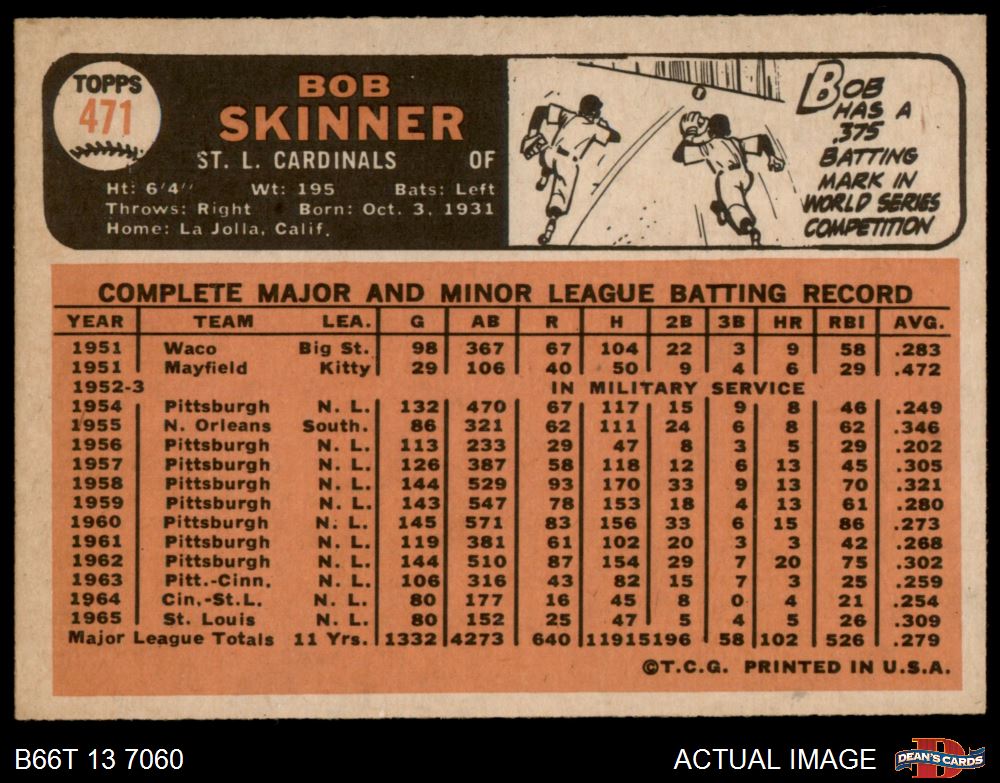 TOPPS
471
BOB
SKINNER
ST. L. CARDINALS OF
Ht: 6'4" Wt: 195 Bats: Left
Throws: Right Born: Oct. 3, 1931
Home: La Jolla, Calif.
BOB
HAS A
.375
BATTING
MARK IN
WORLD SERIES
COMPETITION
COMPLETE MAJOR AND MINOR LEAGUE BATTING RECORD
YEAR TEAM LEA. G AB R H 2B 3B HR RBI AVG.
1951 Waco Big St. 98 367 67 104 22 3 9 58 .283
1951 Mayfield Kitty 29 106 40 50 9 4 6 29 .472
1952-3 IN MILITARY SERVICE
1954 Pittsburgh N. L. 132 470 67 117 15 9 8 46 .249
1955 N. Orleans South. 86 321 62 111 24 6 8 62 .346
1956 Pittsburgh N. L. 113 233 29 47 8 3 5 29 .202
1957 Pittsburgh N. L. 126 387 58 118 12 6 13 45 .305
1958 Pittsburgh N. L. 144 529 93 170 33 9 13 70 .321
1959 Pittsburgh N. L. 143 547 78 153 18 4 13 61 .280
1960 Pittsburgh N. L. 145 571 83 156 33 6 15 86 .273
1961 Pittsburgh N. L. 119 381 61 102 20 3 3 42 .268
1962 Pittsburgh N. L. 144 510 87 154 29 7 20 75 .302
1963 Pitt.-Cinn. N. L. 106 316 43 82 15 7 3 25 .259
1964 Cin.-St.L. N. L. 80 177 16 45 8 0 4 21 .254
1965 St. Louis N. L. 80 152 25 47 5 4 5 26 .309
Major League Totals 11 Yrs. 1332 4273 640 1191 5196 58 102 526 .279
©T.C.G. PRINTED IN U.S.A.
B66T 13 7060 ACTUAL IMAGE
DEAN'S CARDS